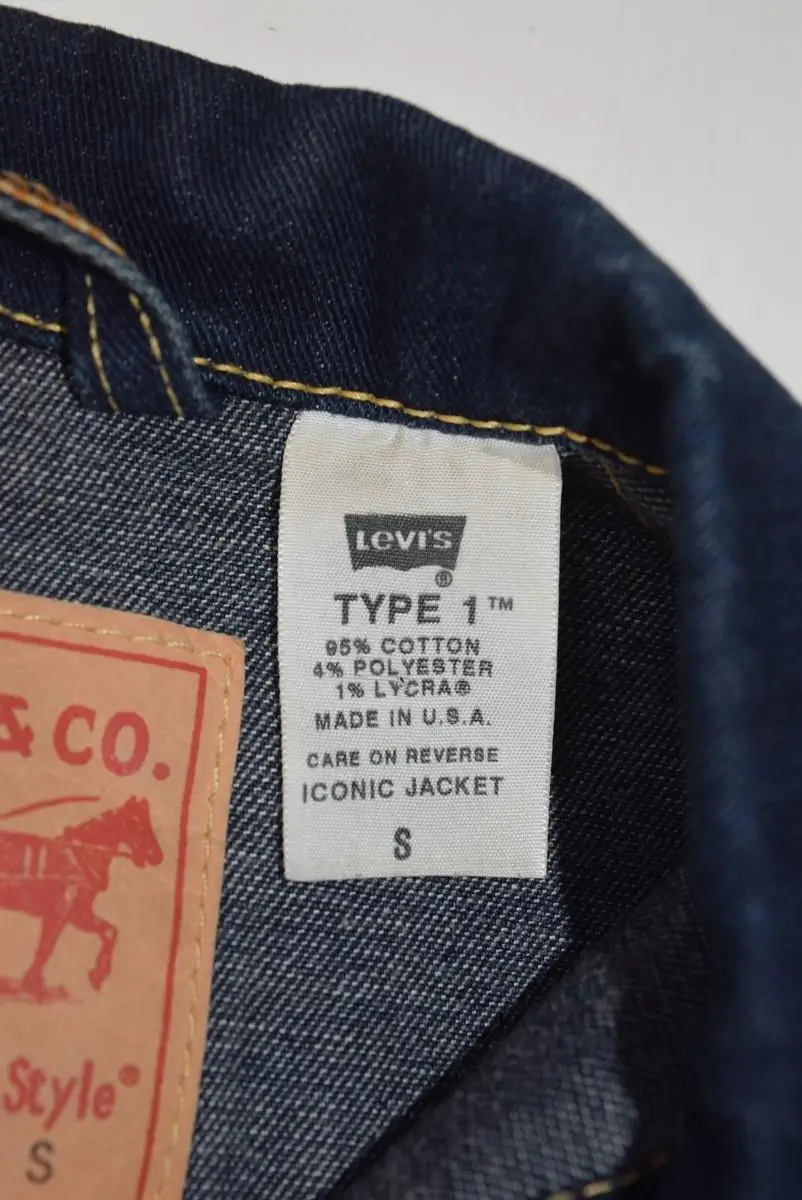 Levi's
®
TYPE 1™
95% COTTON
4% POLYESTER
1% LYCRA®
MADE IN U.S.A.
CARE ON REVERSE
ICONIC JACKET
S
& CO.
Style®
S